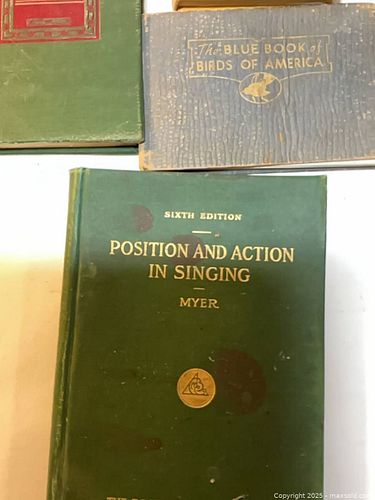 The BLUE BOOK of
BIRDS OF AMERICA
SIXTH EDITION
POSITION AND ACTION
IN SINGING
MYER
Copyright 2025 - maxsold.com